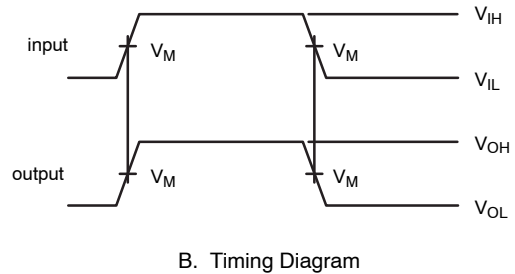 V_IH
input V_M V_M
V_IL
V_OH
output V_M V_M
V_OL
B. Timing Diagram